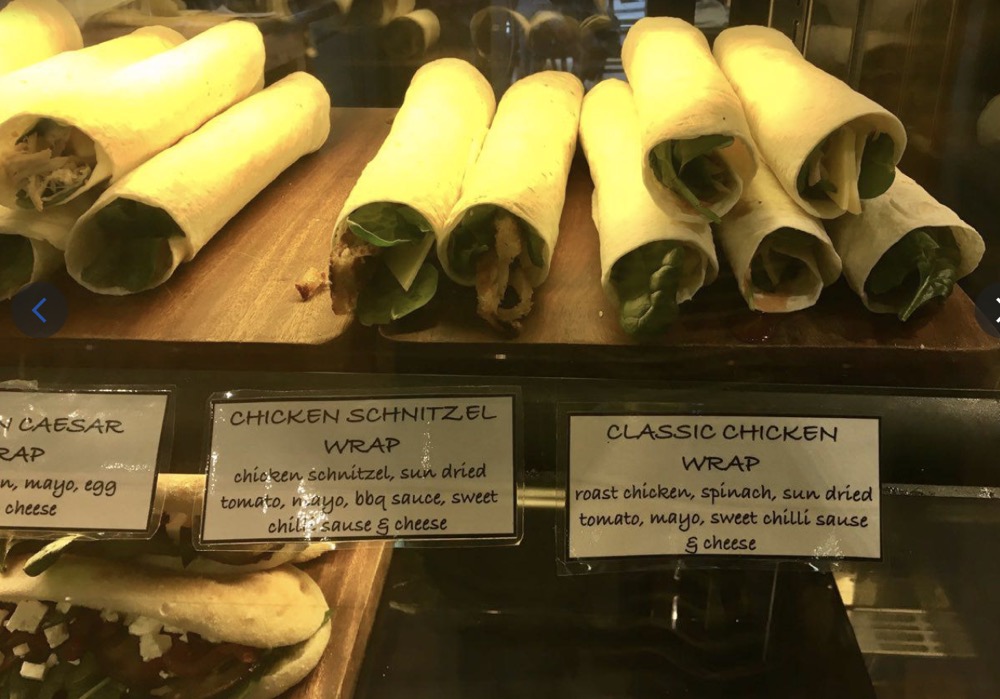 CAESAR
mayo, egg
cheese
CHICKEN SCHNITZEL
WRAP
chicken schnitzel, sun dried
tomato, mayo, bbq sauce, sweet
chilli sause & cheese
CLASSIC CHICKEN
WRAP
roast chicken, spinach, sun dried
tomato, mayo, sweet chilli sause
& cheese